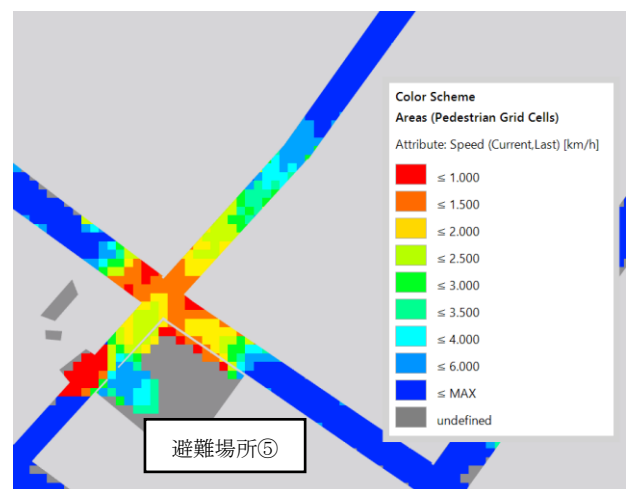 Color Scheme
Areas (Pedestrian Grid Cells)
Attribute: Speed (Current,Last) [km/h]
≤ 1.000
≤ 1.500
≤ 2.000
≤ 2.500
≤ 3.000
≤ 3.500
≤ 4.000
≤ 6.000
≤ MAX
undefined
避難場所⑤